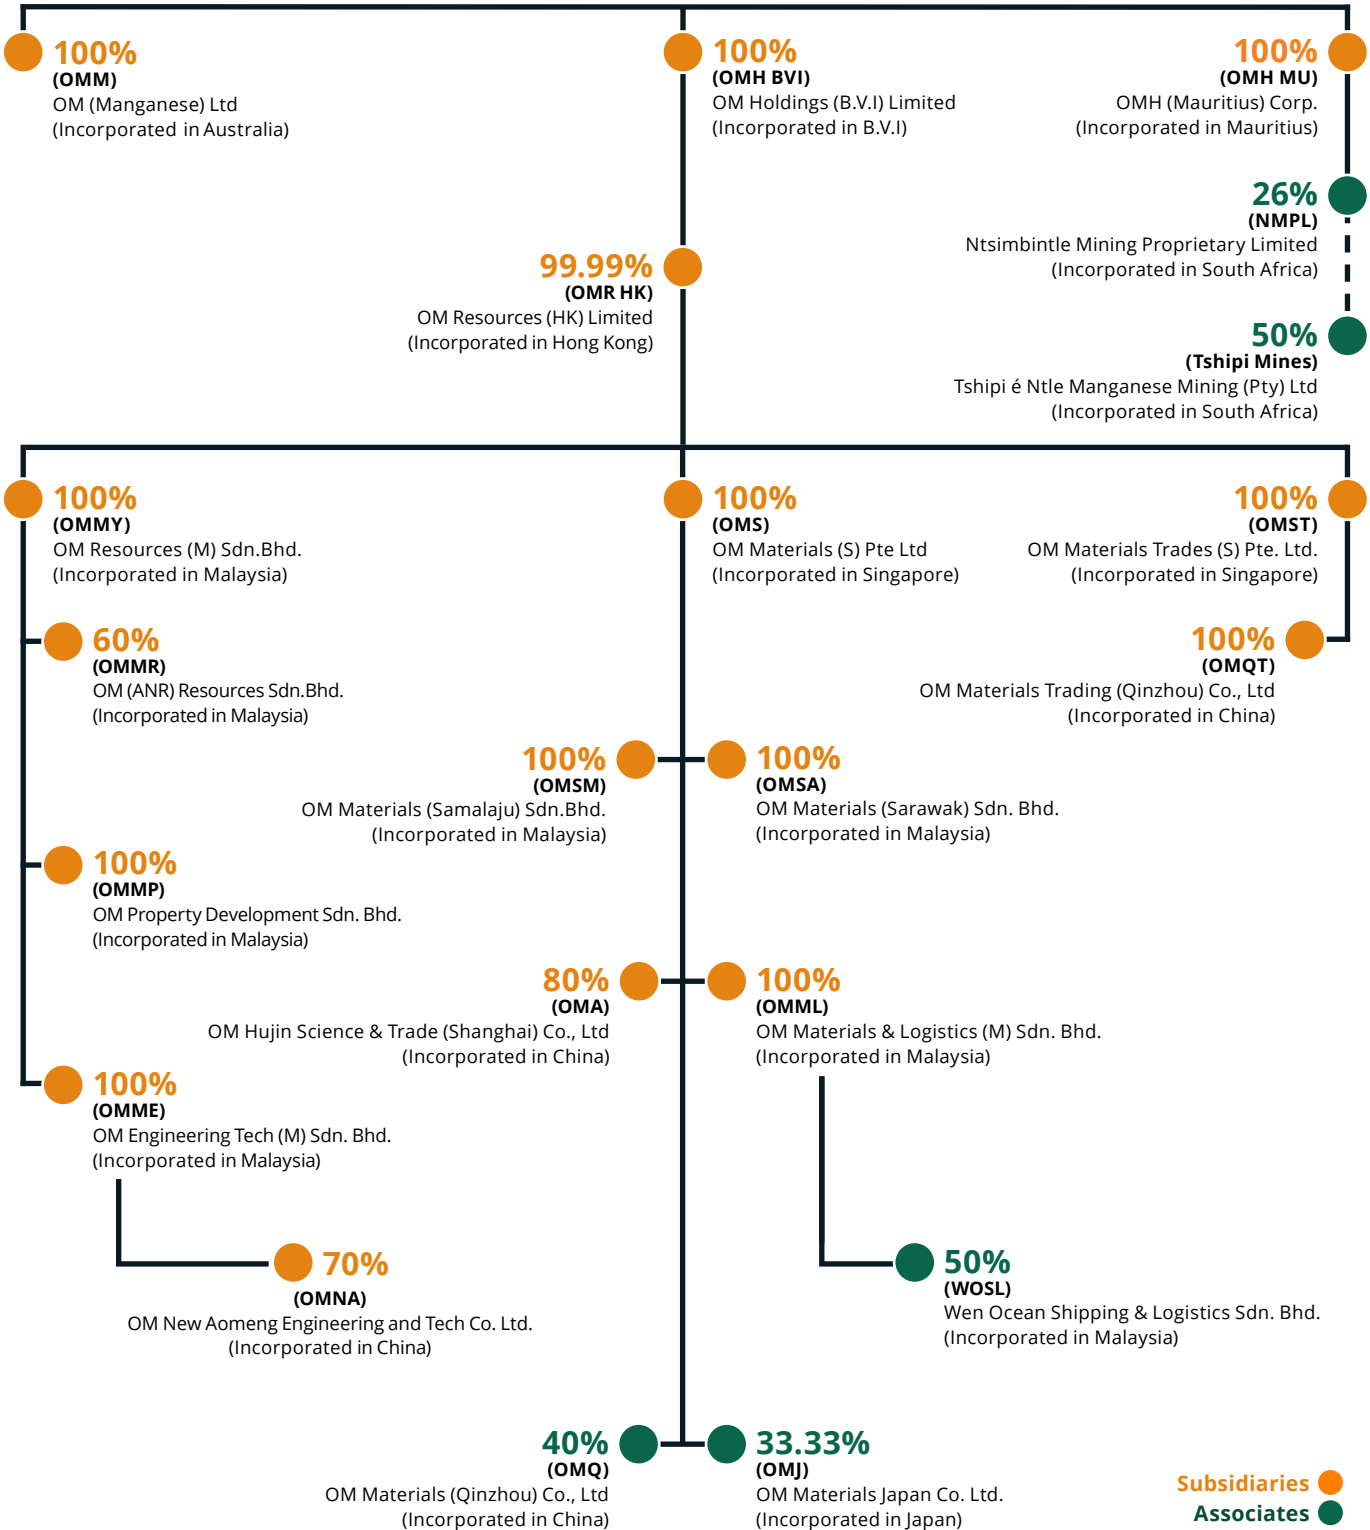 100%
(OMM)
OM (Manganese) Ltd
(Incorporated in Australia)
100%
(OMH BVI)
OM Holdings (B.V.I) Limited
(Incorporated in B.V.I)
100%
(OMH MU)
OMH (Mauritius) Corp.
(Incorporated in Mauritius)
26%
(NMPL)
Ntsimbintle Mining Proprietary Limited
(Incorporated in South Africa)
99.99%
(OMR HK)
OM Resources (HK) Limited
(Incorporated in Hong Kong)
50%
(Tshipi Mines)
Tshipi é Ntle Manganese Mining (Pty) Ltd
(Incorporated in South Africa)
100%
(OMMY)
OM Resources (M) Sdn.Bhd.
(Incorporated in Malaysia)
100%
(OMS)
OM Materials (S) Pte Ltd
(Incorporated in Singapore)
100%
(OMST)
OM Materials Trades (S) Pte. Ltd.
(Incorporated in Singapore)
60%
(OMMR)
OM (ANR) Resources Sdn.Bhd.
(Incorporated in Malaysia)
100%
(OMQT)
OM Materials Trading (Qinzhou) Co., Ltd
(Incorporated in China)
100%
(OMSM)
OM Materials (Samalaju) Sdn.Bhd.
(Incorporated in Malaysia)
100%
(OMSA)
OM Materials (Sarawak) Sdn. Bhd.
(Incorporated in Malaysia)
100%
(OMMP)
OM Property Development Sdn. Bhd.
(Incorporated in Malaysia)
80%
(OMA)
OM Hujin Science & Trade (Shanghai) Co., Ltd
(Incorporated in China)
100%
(OMML)
OM Materials & Logistics (M) Sdn. Bhd.
(Incorporated in Malaysia)
100%
(OMME)
OM Engineering Tech (M) Sdn. Bhd.
(Incorporated in Malaysia)
70%
(OMNA)
OM New Aomeng Engineering and Tech Co. Ltd.
(Incorporated in China)
50%
(WOSL)
Wen Ocean Shipping & Logistics Sdn. Bhd.
(Incorporated in Malaysia)
40%
(OMQ)
OM Materials (Qinzhou) Co., Ltd
(Incorporated in China)
33.33%
(OMJ)
OM Materials Japan Co. Ltd.
(Incorporated in Japan)
Subsidiaries
Associates